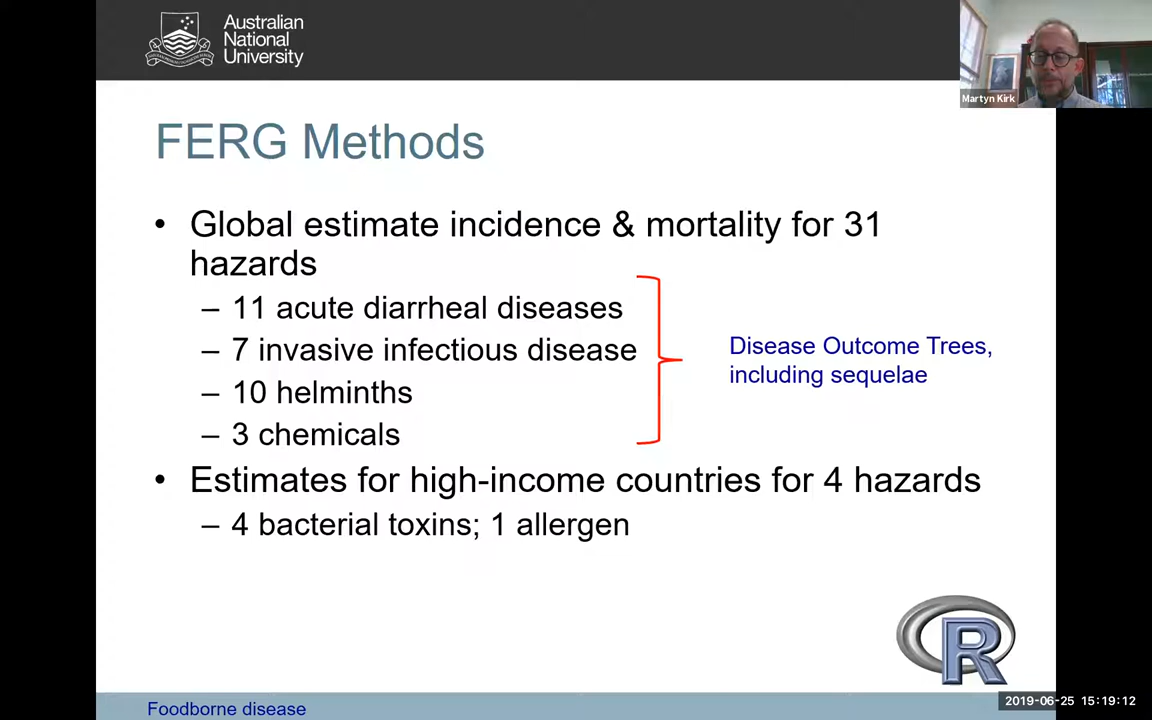 Australian
National
University
Martyn Kirk
FERG Methods
• Global estimate incidence & mortality for 31
hazards
– 11 acute diarrheal diseases
– 7 invasive infectious disease
– 10 helminths
– 3 chemicals
Disease Outcome Trees,
including sequelae
• Estimates for high-income countries for 4 hazards
– 4 bacterial toxins; 1 allergen
R
Foodborne disease
2019-06-25 15:19:12